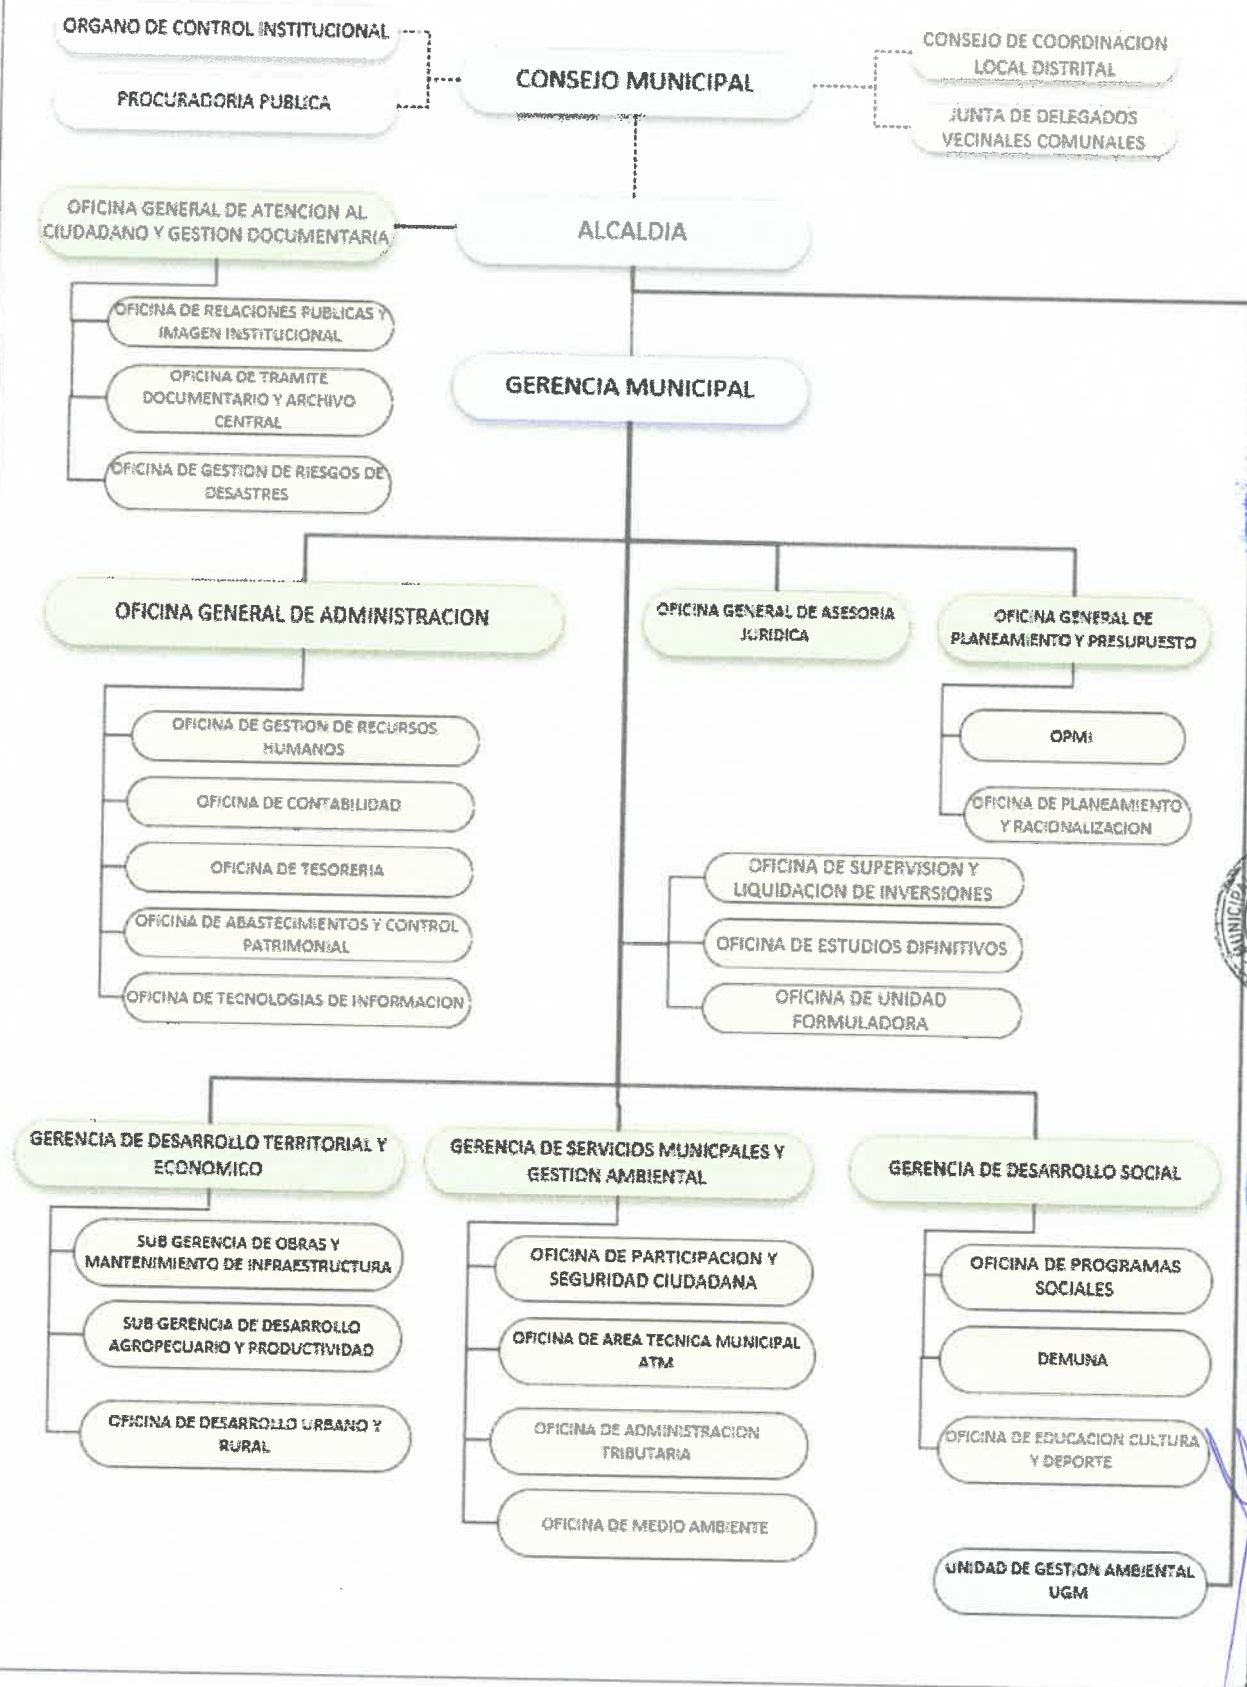 ORGANO DE CONTROL INSTITUCIONAL
PROCURADORIA PUBLICA
CONSEJO MUNICIPAL
CONSEJO DE COORDINACION
LOCAL DISTRITAL
JUNTA DE DELEGADOS
VECINALES COMUNALES
OFICINA GENERAL DE ATENCION AL
CIUDADANO Y GESTION DOCUMENTARIA
ALCALDIA
OFICINA DE RELACIONES PUBLICAS Y
IMAGEN INSTITUCIONAL
OFICINA DE TRAMITE
DOCUMENTARIO Y ARCHIVO
CENTRAL
OFICINA DE GESTION DE RIESGOS DE
DESASTRES
GERENCIA MUNICIPAL
OFICINA GENERAL DE ADMINISTRACION
OFICINA GENERAL DE ASESORIA
JURIDICA
OFICINA GENERAL DE
PLANEAMIENTO Y PRESUPUESTO
OFICINA DE GESTION DE RECURSOS
HUMANOS
OFICINA DE CONTABILIDAD
OFICINA DE TESORERIA
OFICINA DE ABASTECIMIENTOS Y CONTROL
PATRIMONIAL
OFICINA DE TECNOLOGIAS DE INFORMACION
OPMI
OFICINA DE PLANEAMIENTO
Y RACIONALIZACION
OFICINA DE SUPERVISION Y
LIQUIDACION DE INVERSIONES
OFICINA DE ESTUDIOS DIFINITIVOS
OFICINA DE UNIDAD
FORMULADORA
GERENCIA DE DESARROLLO TERRITORIAL Y
ECONOMICO
SUB GERENCIA DE OBRAS Y
MANTENIMIENTO DE INFRAESTRUCTURA
SUB GERENCIA DE DESARROLLO
AGROPECUARIO Y PRODUCTIVIDAD
OFICINA DE DESARROLLO URBANO Y
RURAL
GERENCIA DE SERVICIOS MUNICPALES Y
GESTION AMBIENTAL
OFICINA DE PARTICIPACION Y
SEGURIDAD CIUDADANA
OFICINA DE AREA TECNICA MUNICIPAL
ATM
OFICINA DE ADMINISTRACION
TRIBUTARIA
OFICINA DE MEDIO AMBIENTE
GERENCIA DE DESARROLLO SOCIAL
OFICINA DE PROGRAMAS
SOCIALES
DEMUNA
OFICINA DE EDUCACION CULTURA
Y DEPORTE
UNIDAD DE GESTION AMBIENTAL
UGM